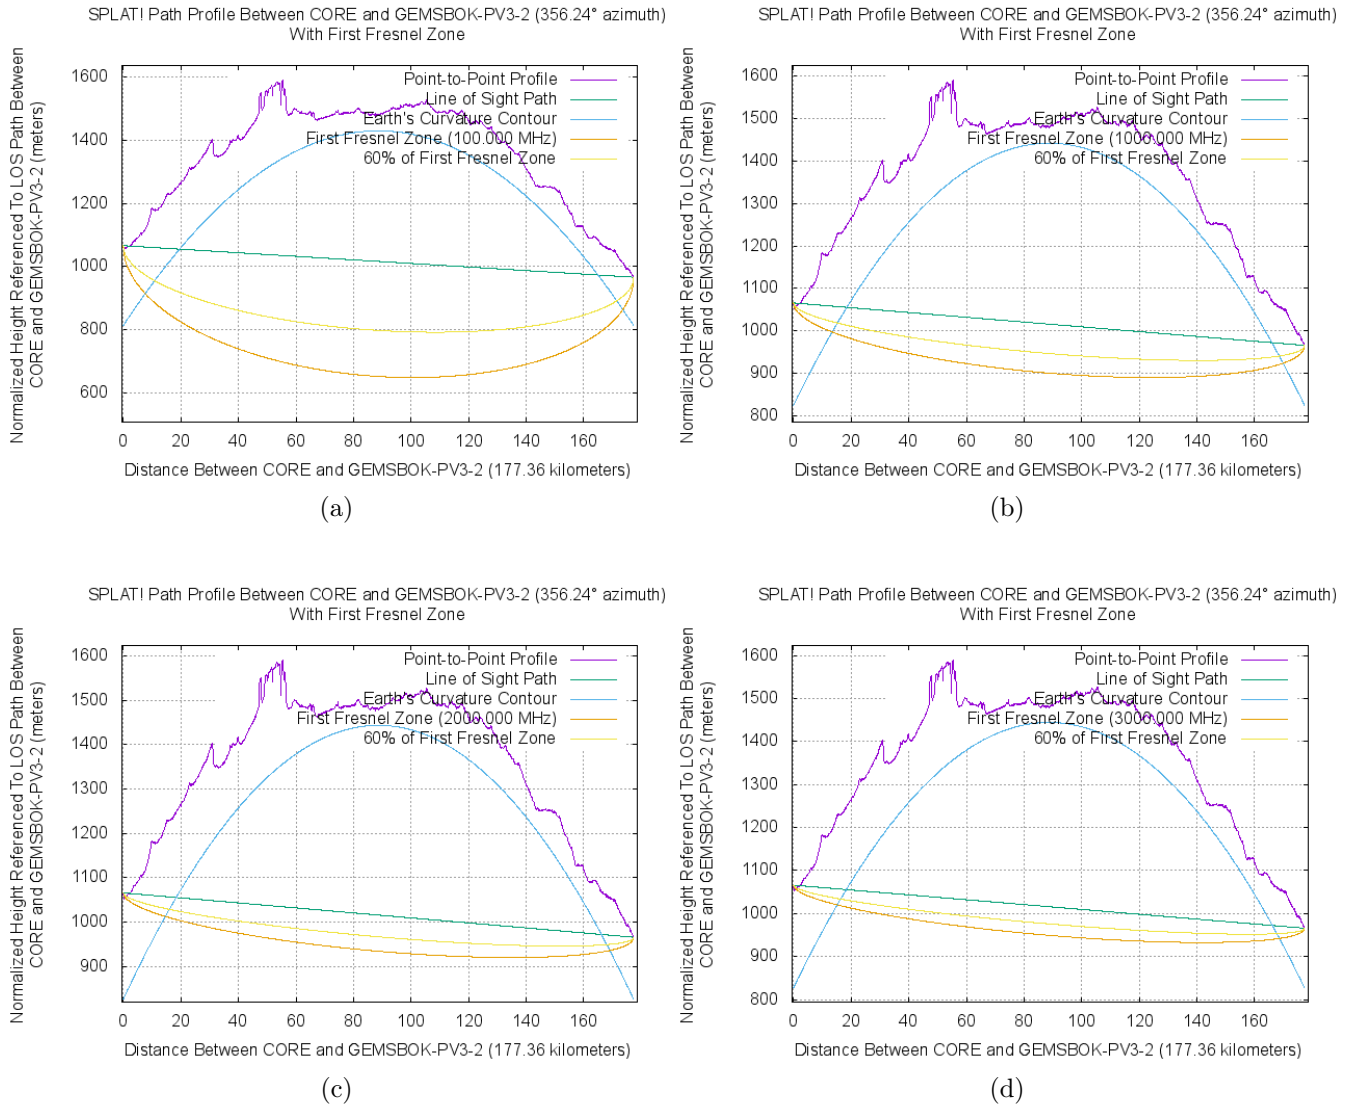 SPLAT! Path Profile Between CORE and GEMSBOK-PV3-2 (356.24° azimuth)
With First Fresnel Zone
Normalized Height Referenced To LOS Path Between
CORE and GEMSBOK-PV3-2 (meters)
1600
1400
1200
1000
800
600
Point-to-Point Profile
Line of Sight Path
Earth's Curvature Contour
First Fresnel Zone (100.000 MHz)
60% of First Fresnel Zone
0 20 40 60 80 100 120 140 160
Distance Between CORE and GEMSBOK-PV3-2 (177.36 kilometers)
(a)
SPLAT! Path Profile Between CORE and GEMSBOK-PV3-2 (356.24° azimuth)
With First Fresnel Zone
Normalized Height Referenced To LOS Path Between
CORE and GEMSBOK-PV3-2 (meters)
1600
1500
1400
1300
1200
1100
1000
900
800
Point-to-Point Profile
Line of Sight Path
Earth's Curvature Contour
First Fresnel Zone (1000.000 MHz)
60% of First Fresnel Zone
0 20 40 60 80 100 120 140 160
Distance Between CORE and GEMSBOK-PV3-2 (177.36 kilometers)
(b)
SPLAT! Path Profile Between CORE and GEMSBOK-PV3-2 (356.24° azimuth)
With First Fresnel Zone
Normalized Height Referenced To LOS Path Between
CORE and GEMSBOK-PV3-2 (meters)
1600
1500
1400
1300
1200
1100
1000
900
Point-to-Point Profile
Line of Sight Path
Earth's Curvature Contour
First Fresnel Zone (2000.000 MHz)
60% of First Fresnel Zone
0 20 40 60 80 100 120 140 160
Distance Between CORE and GEMSBOK-PV3-2 (177.36 kilometers)
(c)
SPLAT! Path Profile Between CORE and GEMSBOK-PV3-2 (356.24° azimuth)
With First Fresnel Zone
Normalized Height Referenced To LOS Path Between
CORE and GEMSBOK-PV3-2 (meters)
1600
1500
1400
1300
1200
1100
1000
900
800
Point-to-Point Profile
Line of Sight Path
Earth's Curvature Contour
First Fresnel Zone (3000.000 MHz)
60% of First Fresnel Zone
0 20 40 60 80 100 120 140 160
Distance Between CORE and GEMSBOK-PV3-2 (177.36 kilometers)
(d)